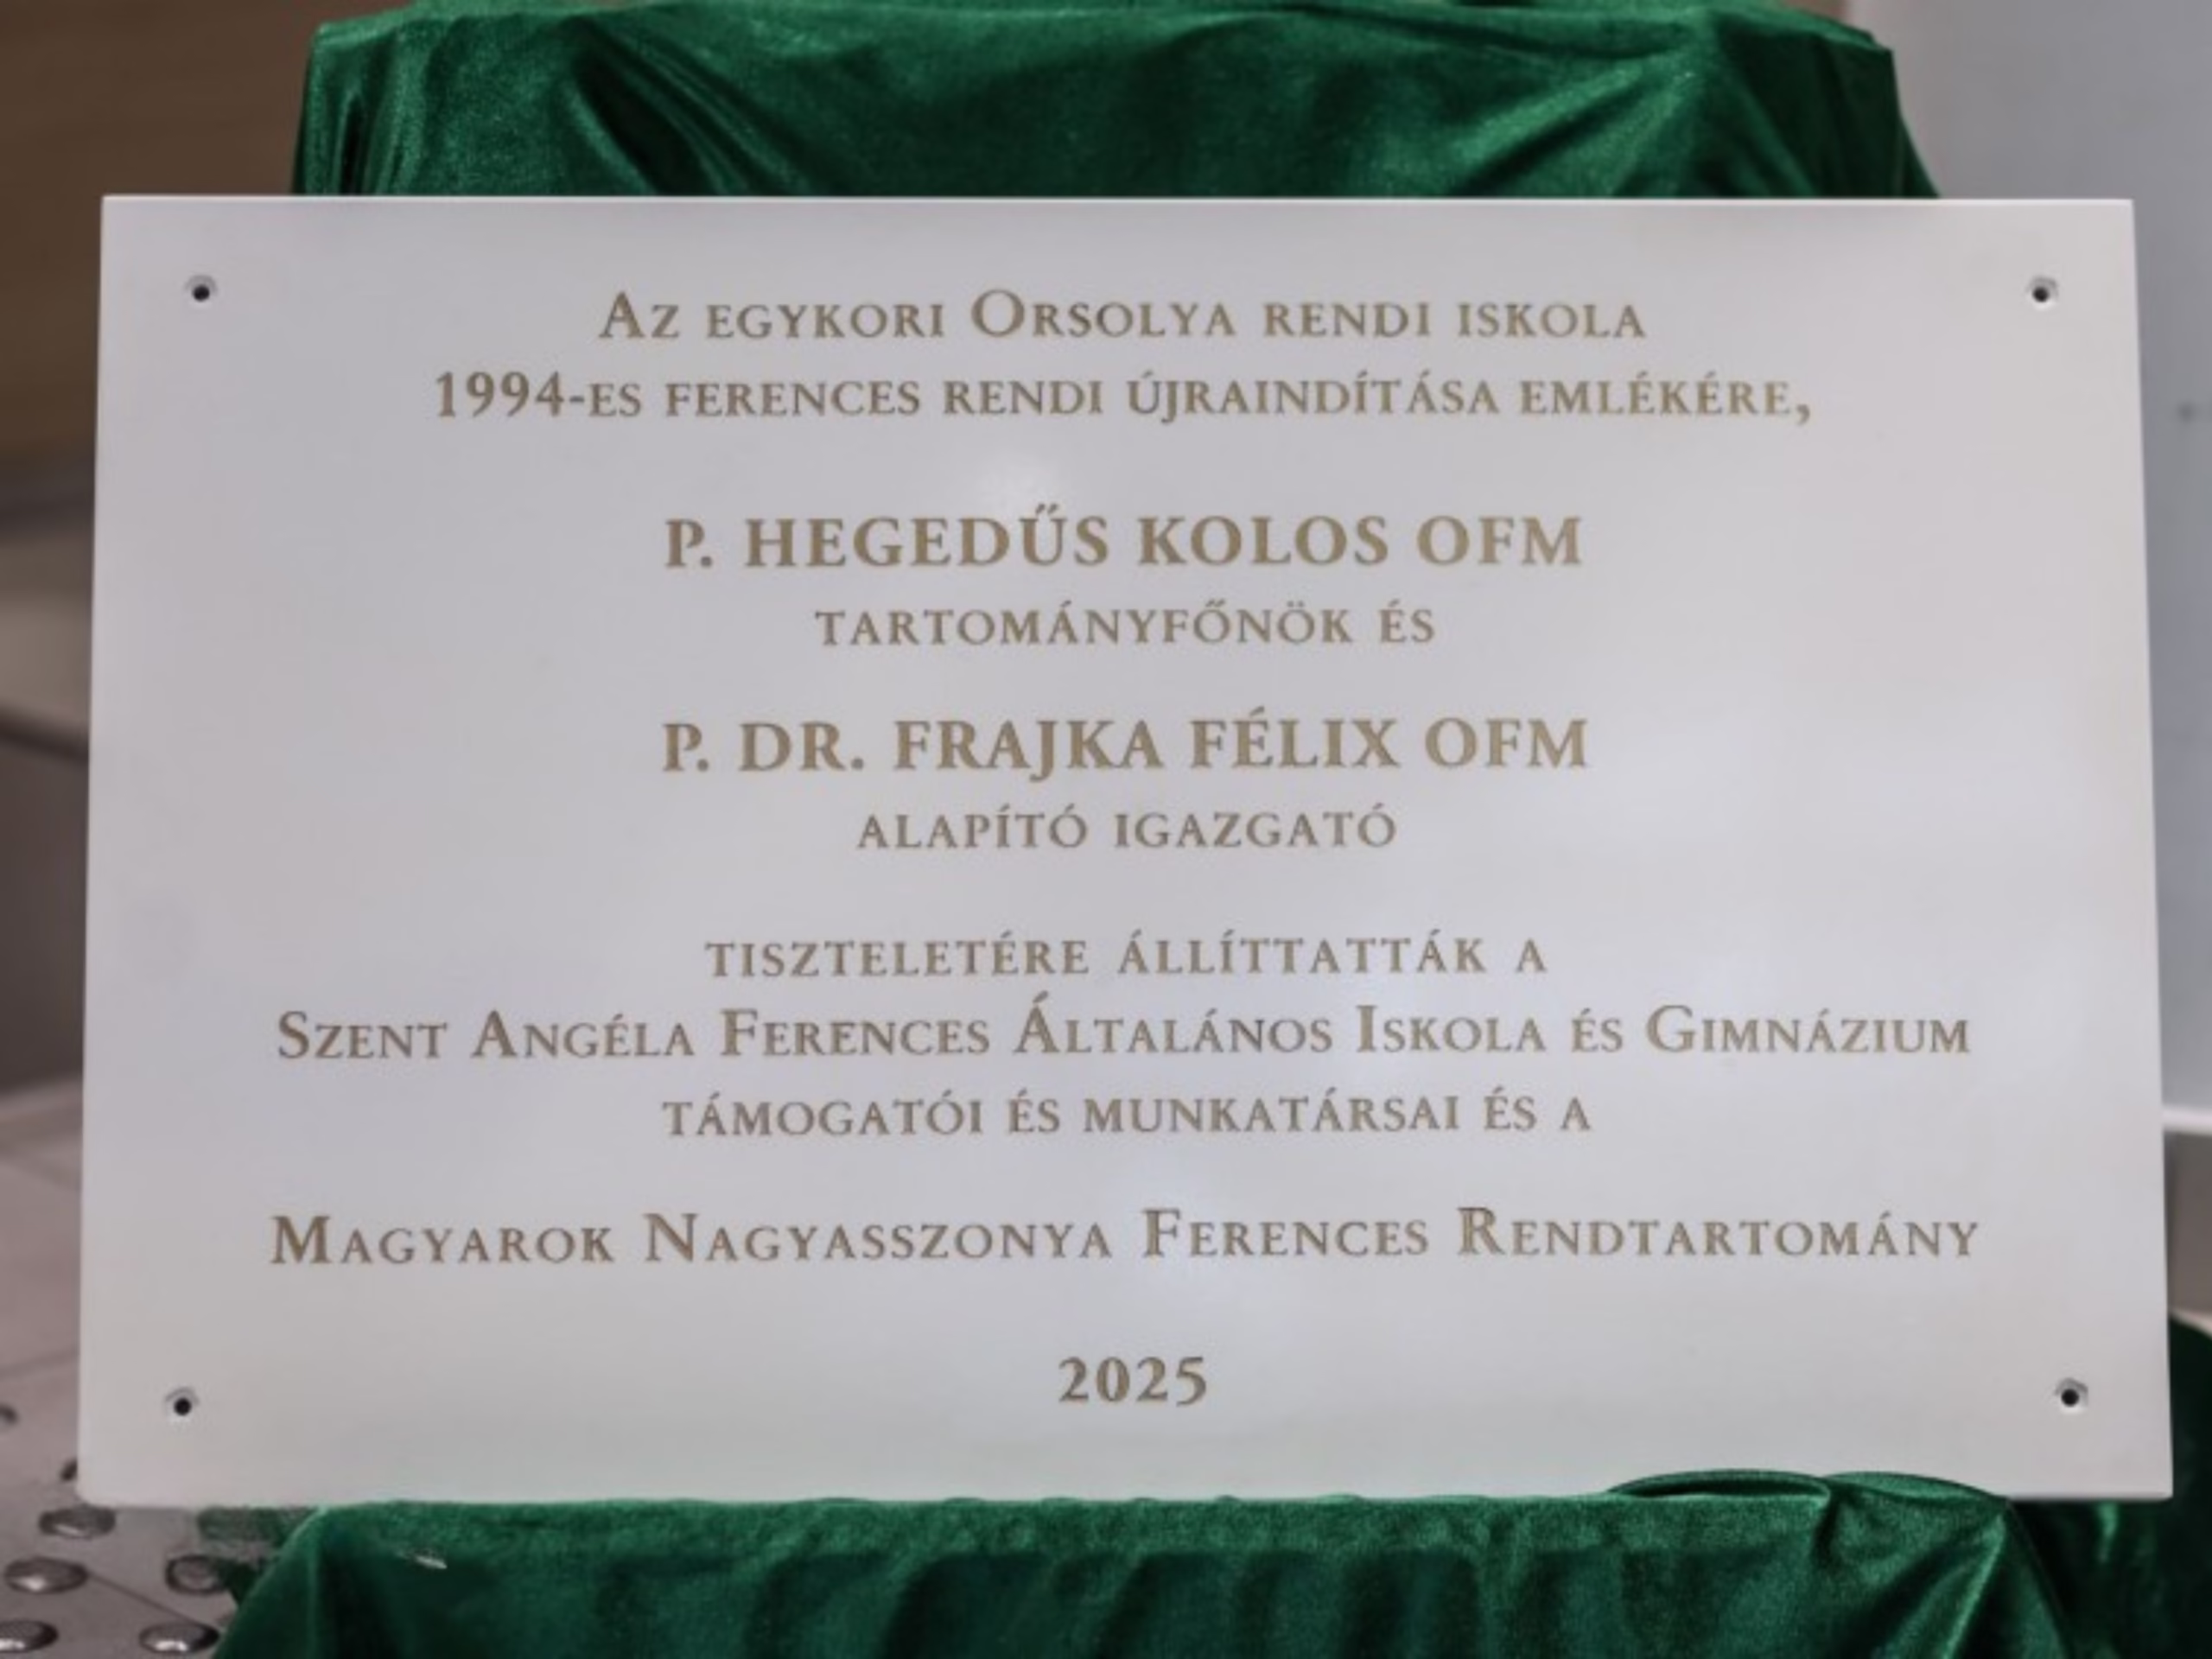 Az egykori Orsolya rendi iskola
1994-es ferences rendi újraindítása emlékére,
P. HEGEDŰS KOLOS OFM
tartományfőnök és
P. DR. FRAJKA FÉLIX OFM
alapító igazgató
tiszteletére állíttatták a
Szent Angéla Ferences Általános Iskola és Gimnázium
támogatói és munkatársai és a
Magyarok Nagyasszonya Ferences Rendtartomány
2025